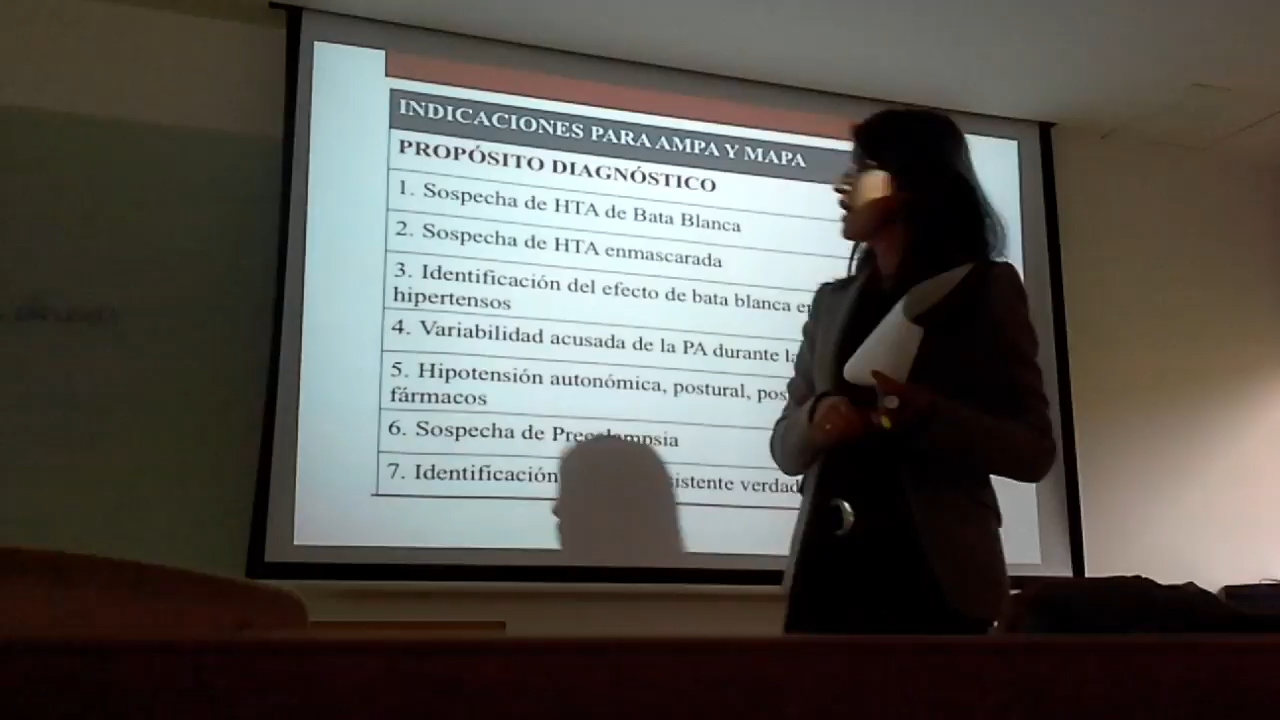 INDICACIONES PARA AMPA Y MAPA
PROPÓSITO DIAGNÓSTICO
1. Sospecha de HTA de Bata Blanca
2. Sospecha de HTA enmascarada
3. Identificación del efecto de bata blanca
hipertensos
4. Variabilidad acusada de la PA durante
5. Hipotensión autonómica, postural,
fármacos
6. Sospecha de Preeclampsia
7. Identificación